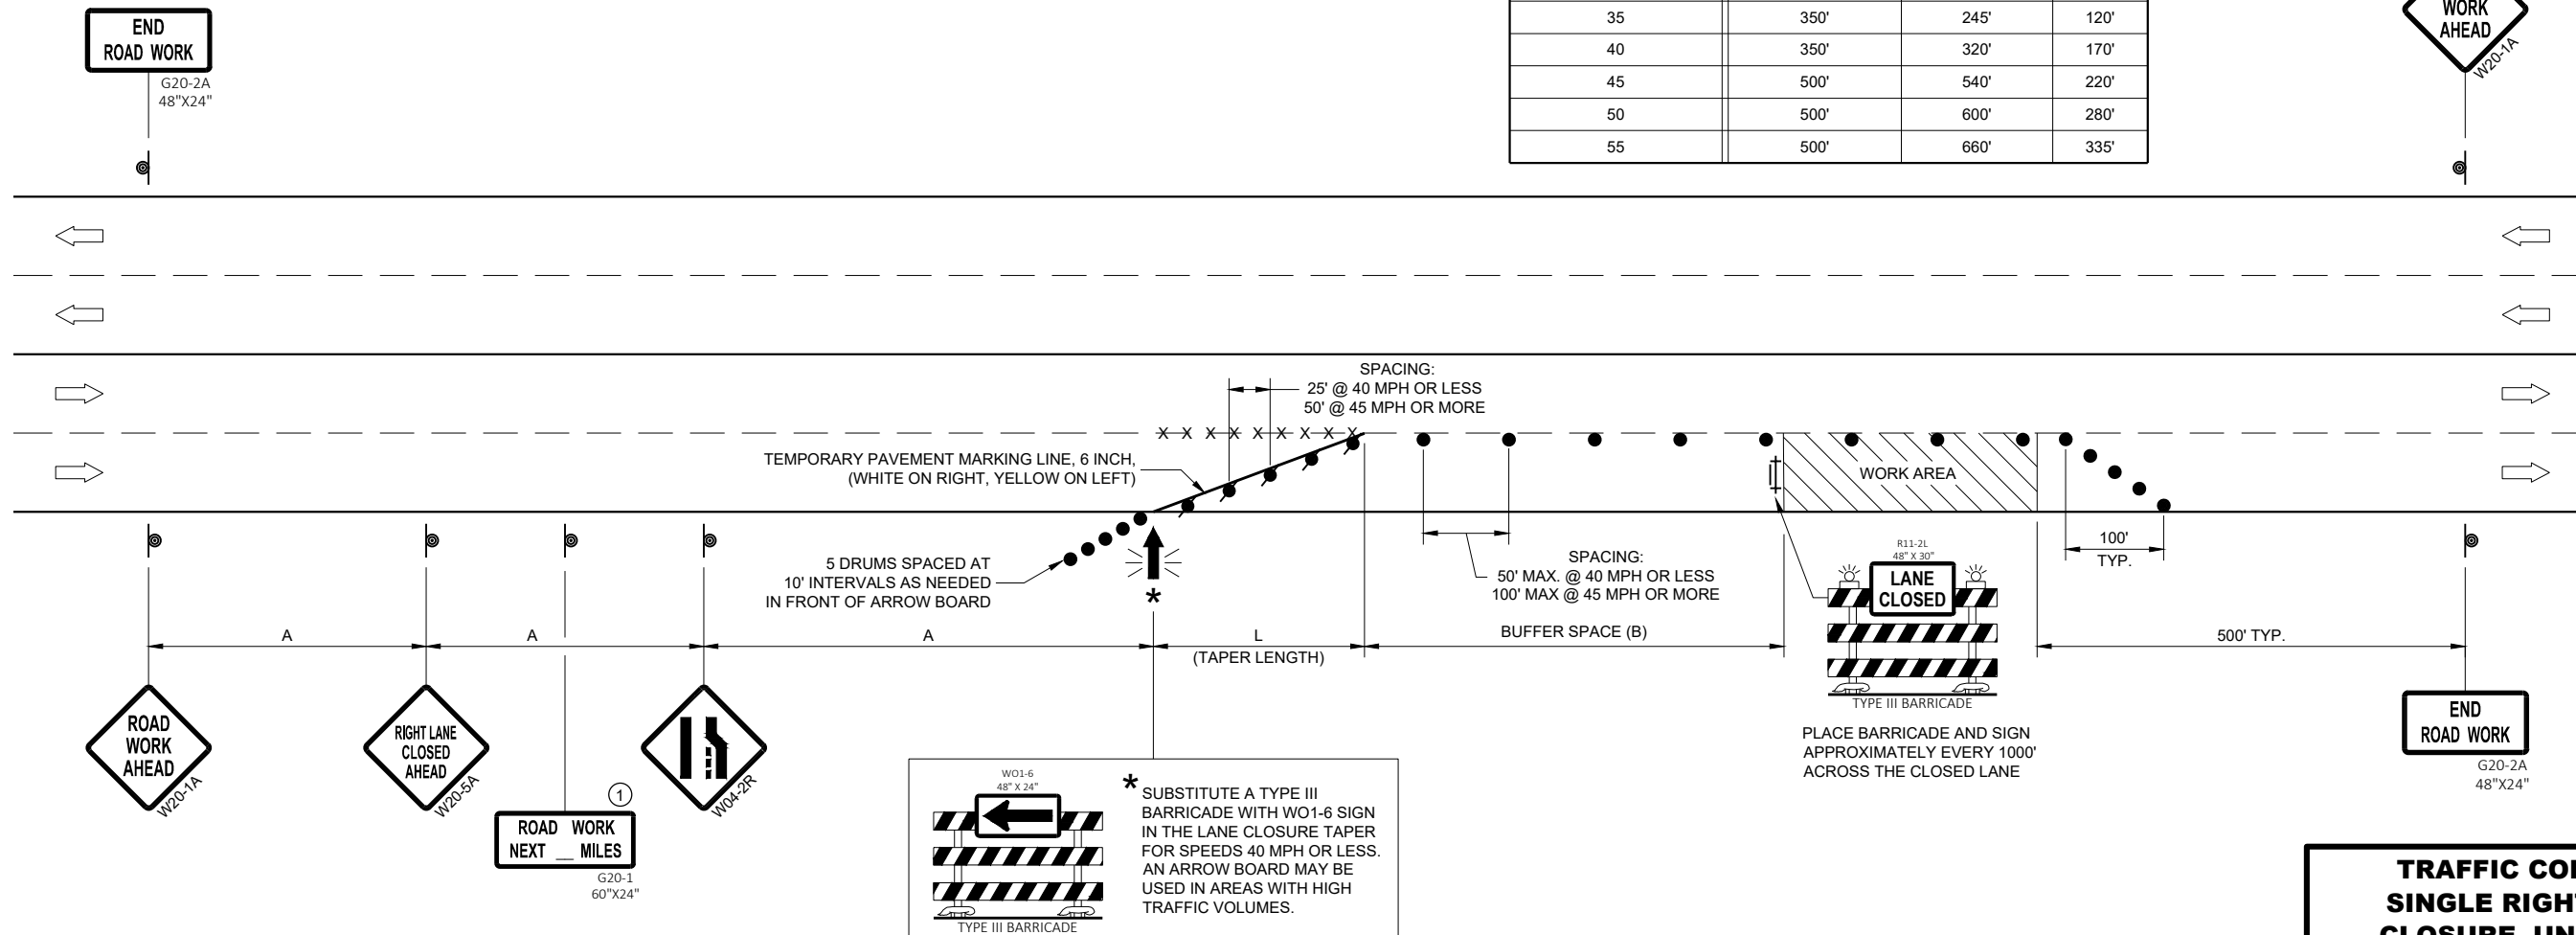 END
ROAD WORK
G20-2A
48"X24"
35 350' 245' 120'
40 350' 320' 170'
45 500' 540' 220'
50 500' 600' 280'
55 500' 660' 335'
WORK
AHEAD
W20-1A
SPACING:
25' @ 40 MPH OR LESS
50' @ 45 MPH OR MORE
X X X X X X X X X
TEMPORARY PAVEMENT MARKING LINE, 6 INCH,
(WHITE ON RIGHT, YELLOW ON LEFT)
WORK AREA
5 DRUMS SPACED AT
10' INTERVALS AS NEEDED
IN FRONT OF ARROW BOARD
*
SPACING:
50' MAX. @ 40 MPH OR LESS
100' MAX @ 45 MPH OR MORE
R11-2L
48" X 30"
LANE
CLOSED
TYPE III BARRICADE
100'
TYP.
A
A
A
L
(TAPER LENGTH)
BUFFER SPACE (B)
500' TYP.
PLACE BARRICADE AND SIGN
APPROXIMATELY EVERY 1000'
ACROSS THE CLOSED LANE
ROAD
WORK
AHEAD
W20-1A
RIGHT LANE
CLOSED
AHEAD
W20-5A
1
ROAD WORK
NEXT __ MILES
G20-1
60"X24"
W04-2R
WO1-6
48" X 24"
TYPE III BARRICADE
* SUBSTITUTE A TYPE III
BARRICADE WITH WO1-6 SIGN
IN THE LANE CLOSURE TAPER
FOR SPEEDS 40 MPH OR LESS.
AN ARROW BOARD MAY BE
USED IN AREAS WITH HIGH
TRAFFIC VOLUMES.
END
ROAD WORK
G20-2A
48"X24"
TRAFFIC CO
SINGLE RIGH
CLOSURE, UN